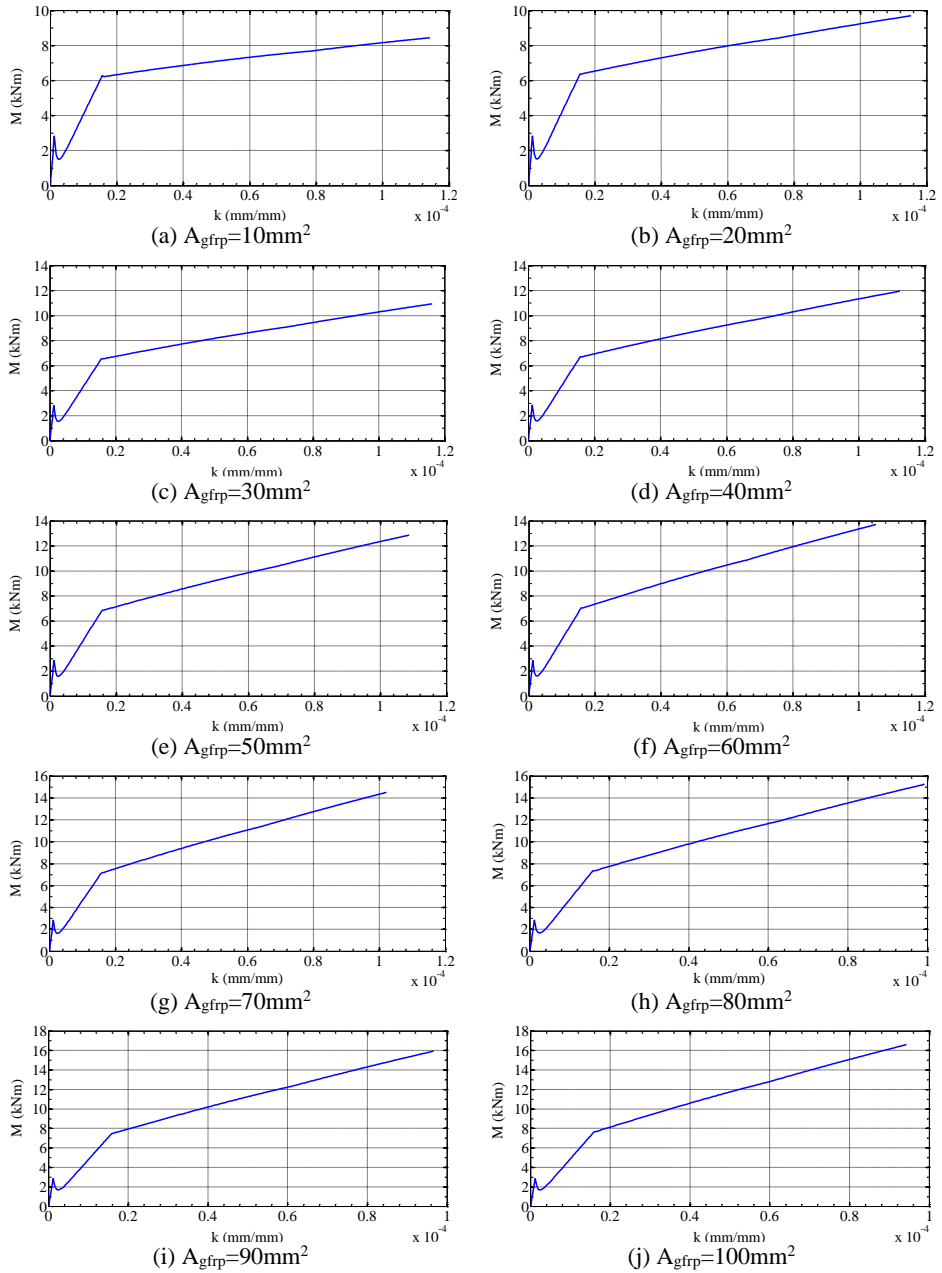 10
8
6
4
2
0
M (kNm)
0 0.2 0.4 0.6 0.8 1 1.2
k (mm/mm) x 10⁻⁴
(a) Agfrp=10mm²
10
8
6
4
2
0
M (kNm)
0 0.2 0.4 0.6 0.8 1 1.2
k (mm/mm) x 10⁻⁴
(b) Agfrp=20mm²
14
12
10
8
6
4
2
0
M (kNm)
0 0.2 0.4 0.6 0.8 1 1.2
k (mm/mm) x 10⁻⁴
(c) Agfrp=30mm²
14
12
10
8
6
4
2
0
M (kNm)
0 0.2 0.4 0.6 0.8 1 1.2
k (mm/mm) x 10⁻⁴
(d) Agfrp=40mm²
14
12
10
8
6
4
2
0
M (kNm)
0 0.2 0.4 0.6 0.8 1 1.2
k (mm/mm) x 10⁻⁴
(e) Agfrp=50mm²
14
12
10
8
6
4
2
0
M (kNm)
0 0.2 0.4 0.6 0.8 1 1.2
k (mm/mm) x 10⁻⁴
(f) Agfrp=60mm²
16
14
12
10
8
6
4
2
0
M (kNm)
0 0.2 0.4 0.6 0.8 1 1.2
k (mm/mm) x 10⁻⁴
(g) Agfrp=70mm²
16
14
12
10
8
6
4
2
0
M (kNm)
0 0.2 0.4 0.6 0.8 1
k (mm/mm) x 10⁻⁴
(h) Agfrp=80mm²
18
16
14
12
10
8
6
4
2
0
M (kNm)
0 0.2 0.4 0.6 0.8 1
k (mm/mm) x 10⁻⁴
(i) Agfrp=90mm²
18
16
14
12
10
8
6
4
2
0
M (kNm)
0 0.2 0.4 0.6 0.8 1
k (mm/mm) x 10⁻⁴
(j) Agfrp=100mm²